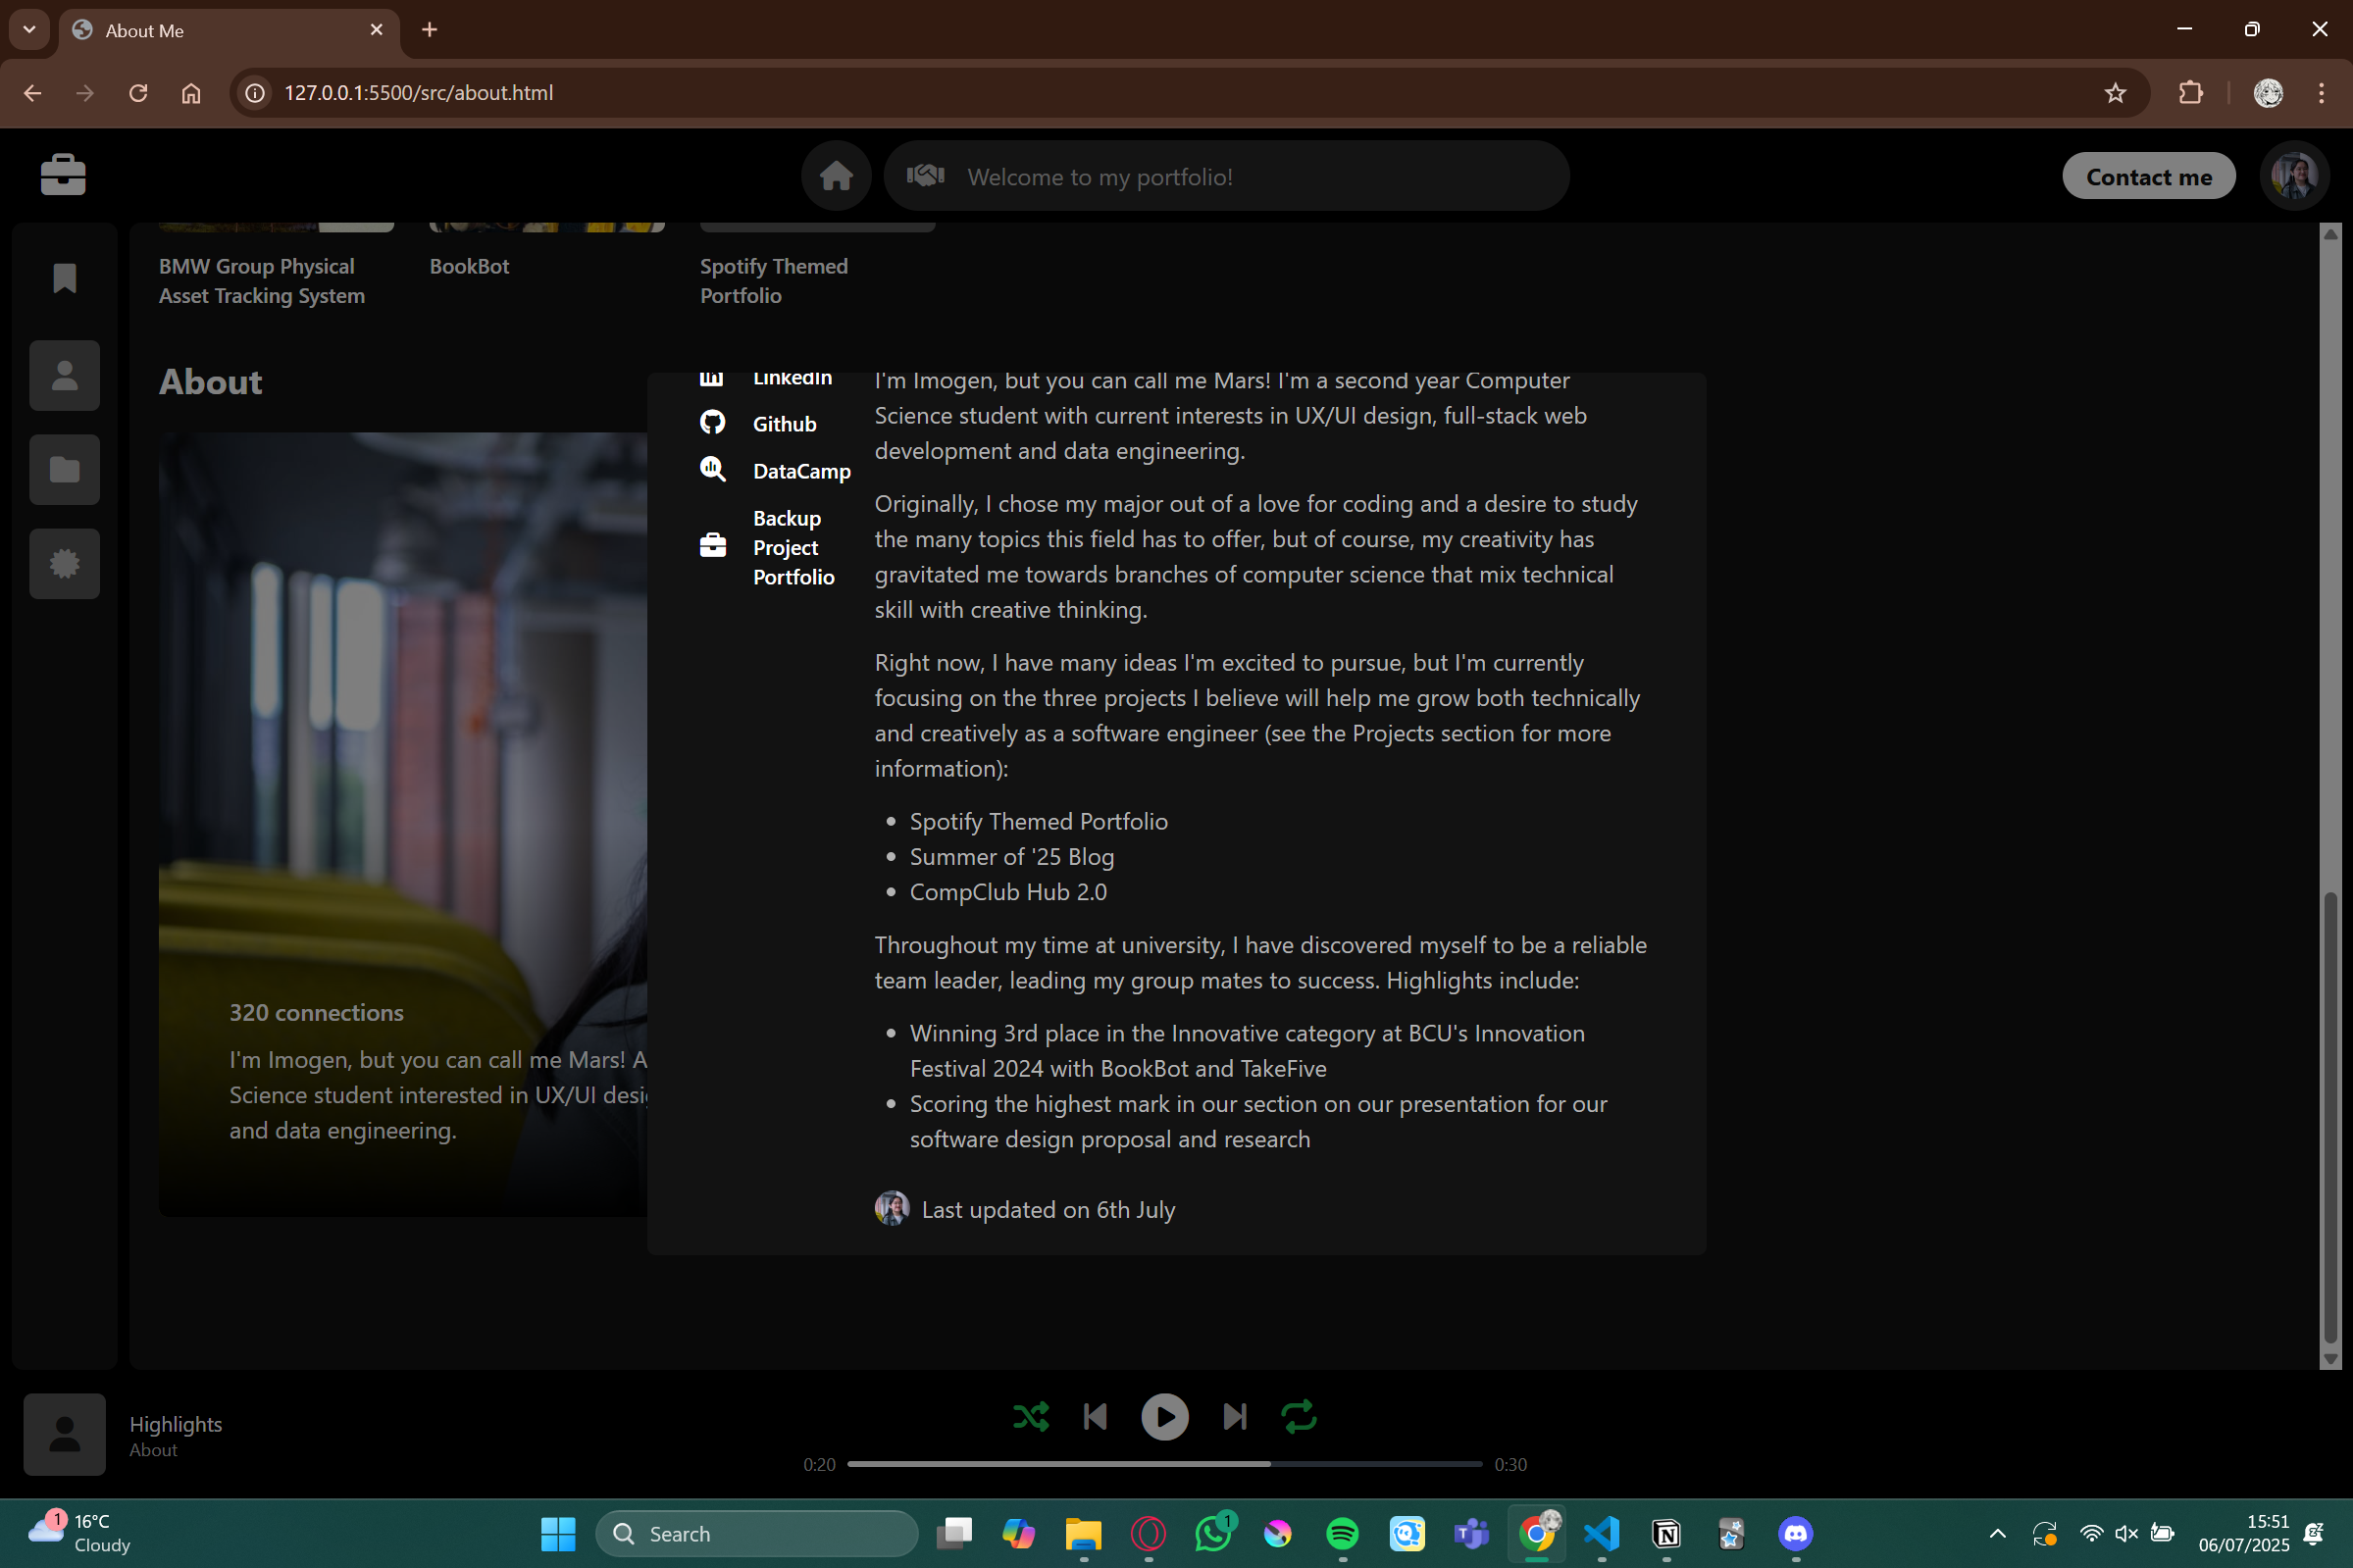 About Me
127.0.0.1:5500/src/about.html
Welcome to my portfolio!
Contact me
BMW Group Physical
Asset Tracking System
BookBot
Spotify Themed
Portfolio
About
320 connections
I'm Imogen, but you can call me Mars! A
Science student interested in UX/UI desi
and data engineering.
LinkedIn
Github
DataCamp
Backup
Project
Portfolio
I'm Imogen, but you can call me Mars! I'm a second year Computer
Science student with current interests in UX/UI design, full-stack web
development and data engineering.
Originally, I chose my major out of a love for coding and a desire to study
the many topics this field has to offer, but of course, my creativity has
gravitated me towards branches of computer science that mix technical
skill with creative thinking.
Right now, I have many ideas I'm excited to pursue, but I'm currently
focusing on the three projects I believe will help me grow both technically
and creatively as a software engineer (see the Projects section for more
information):
Spotify Themed Portfolio
Summer of '25 Blog
CompClub Hub 2.0
Throughout my time at university, I have discovered myself to be a reliable
team leader, leading my group mates to success. Highlights include:
Winning 3rd place in the Innovative category at BCU's Innovation
Festival 2024 with BookBot and TakeFive
Scoring the highest mark in our section on our presentation for our
software design proposal and research
Last updated on 6th July
Highlights
About
0:20
0:30
1
16°C
Cloudy
Search
1
15:51
06/07/2025